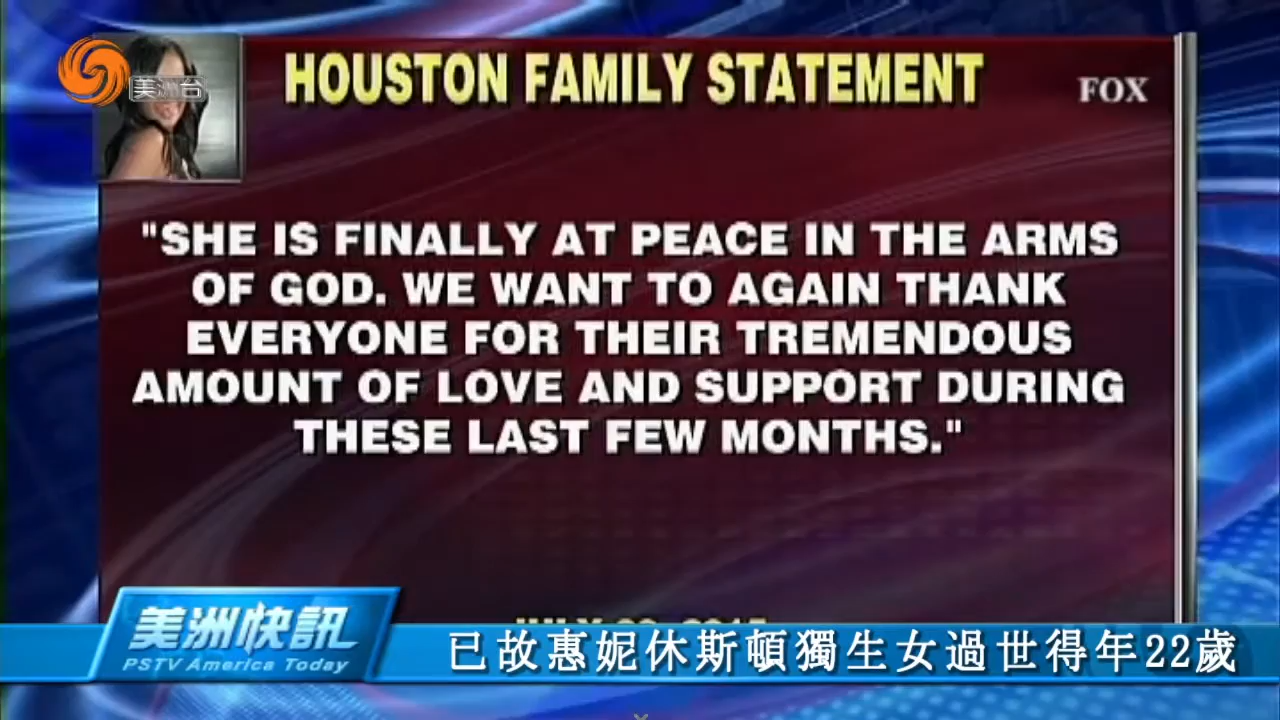 美洲台
HOUSTON FAMILY STATEMENT
FOX
"SHE IS FINALLY AT PEACE IN THE ARMS
OF GOD. WE WANT TO AGAIN THANK
EVERYONE FOR THEIR TREMENDOUS
AMOUNT OF LOVE AND SUPPORT DURING
THESE LAST FEW MONTHS."
美洲快訊
PSTV America Today
已故惠妮休斯頓獨生女過世得年22歲